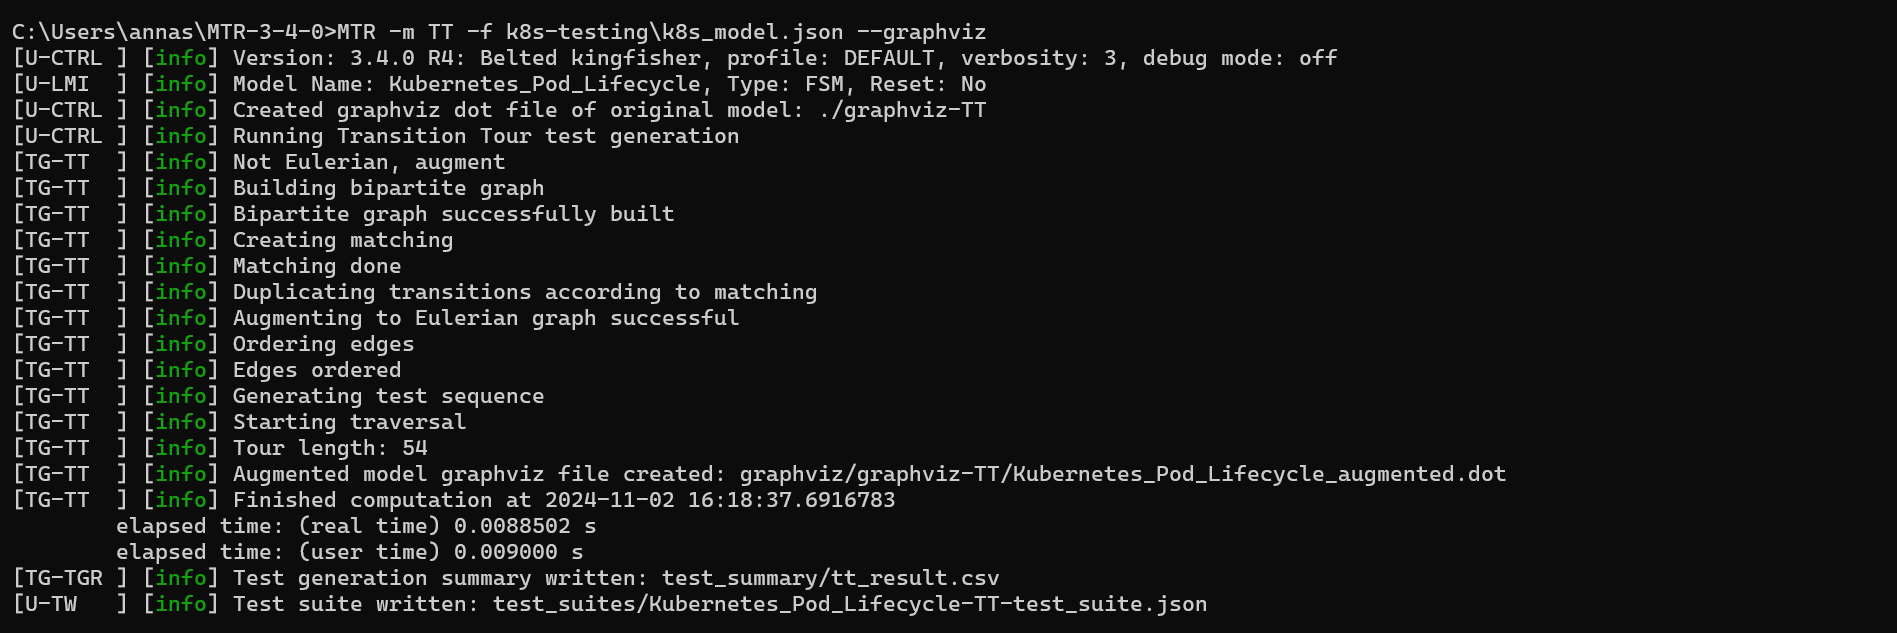 C:\Users\annas\MTR-3-4-0>MTR -m TT -f k8s-testing\k8s_model.json --graphviz
[U-CTRL ] [info] Version: 3.4.0 R4: Belted kingfisher, profile: DEFAULT, verbosity: 3, debug mode: off
[U-LMI  ] [info] Model Name: Kubernetes_Pod_Lifecycle, Type: FSM, Reset: No
[U-CTRL ] [info] Created graphviz dot file of original model: ./graphviz-TT
[U-CTRL ] [info] Running Transition Tour test generation
[TG-TT  ] [info] Not Eulerian, augment
[TG-TT  ] [info] Building bipartite graph
[TG-TT  ] [info] Bipartite graph successfully built
[TG-TT  ] [info] Creating matching
[TG-TT  ] [info] Matching done
[TG-TT  ] [info] Duplicating transitions according to matching
[TG-TT  ] [info] Augmenting to Eulerian graph successful
[TG-TT  ] [info] Ordering edges
[TG-TT  ] [info] Edges ordered
[TG-TT  ] [info] Generating test sequence
[TG-TT  ] [info] Starting traversal
[TG-TT  ] [info] Tour length: 54
[TG-TT  ] [info] Augmented model graphviz file created: graphviz/graphviz-TT/Kubernetes_Pod_Lifecycle_augmented.dot
[TG-TT  ] [info] Finished computation at 2024-11-02 16:18:37.6916783
        elapsed time: (real time) 0.0088502 s
        elapsed time: (user time) 0.009000 s
[TG-TGR ] [info] Test generation summary written: test_summary/tt_result.csv
[U-TW   ] [info] Test suite written: test_suites/Kubernetes_Pod_Lifecycle-TT-test_suite.json